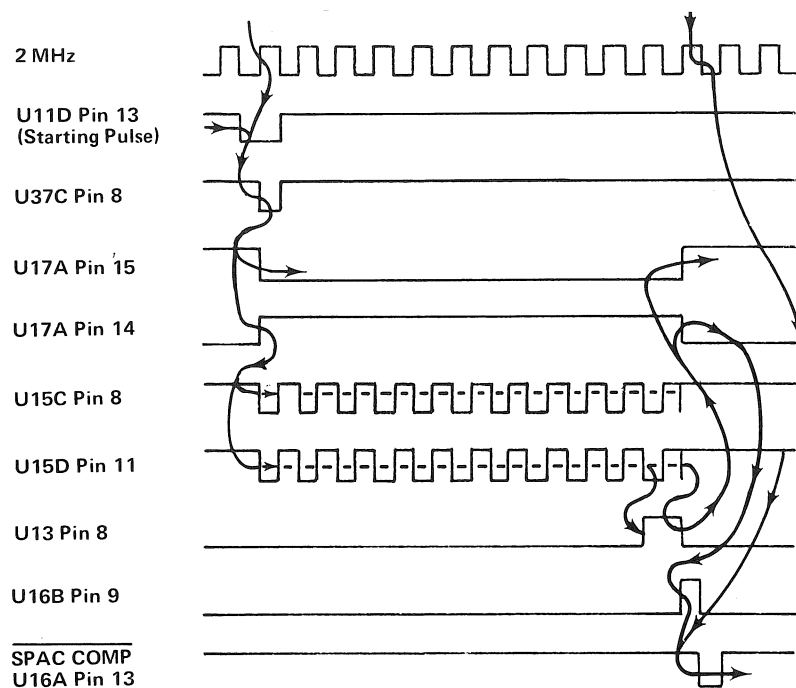 2 MHz
U11D Pin 13
(Starting Pulse)
U37C Pin 8
U17A Pin 15
U17A Pin 14
U15C Pin 8
U15D Pin 11
U13 Pin 8
U16B Pin 9
SPAC COMP
U16A Pin 13